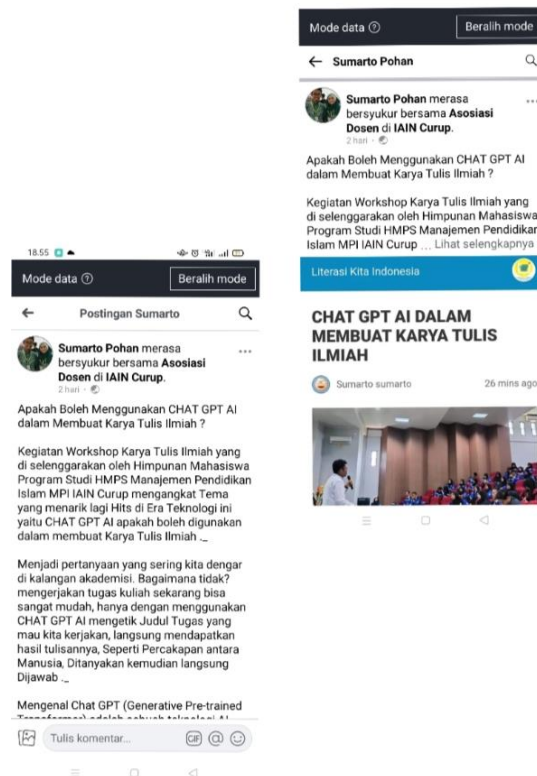 18.55
Mode data
Beralih mode
Postingan Sumarto
Sumarto Pohan merasa
bersyukur bersama Asosiasi
Dosen di IAIN Curup.
2 hari
Apakah Boleh Menggunakan CHAT GPT AI
dalam Membuat Karya Tulis Ilmiah ?
Kegiatan Workshop Karya Tulis Ilmiah yang
di selenggarakan oleh Himpunan Mahasiswa
Program Studi HMPS Manajemen Pendidikan
Islam MPI IAIN Curup mengangkat Tema
yang menarik lagi Hits di Era Teknologi ini
yaitu CHAT GPT AI apakah boleh digunakan
dalam membuat Karya Tulis Ilmiah ._
Menjadi pertanyaan yang sering kita dengar
di kalangan akademisi. Bagaimana tidak?
mengerjakan tugas kuliah sekarang bisa
sangat mudah, hanya dengan menggunakan
CHAT GPT AI mengetik Judul Tugas yang
mau kita kerjakan, langsung mendapatkan
hasil tulisannya, Seperti Percakapan antara
Manusia, Ditanyakan kemudian langsung
Dijawab ._
Mengenal Chat GPT (Generative Pre-trained
Tulis komentar...
GIF
Mode data
Beralih mode
Sumarto Pohan
Sumarto Pohan merasa
bersyukur bersama Asosiasi
Dosen di IAIN Curup.
2 hari
Apakah Boleh Menggunakan CHAT GPT AI
dalam Membuat Karya Tulis Ilmiah ?
Kegiatan Workshop Karya Tulis Ilmiah yang
di selenggarakan oleh Himpunan Mahasiswa
Program Studi HMPS Manajemen Pendidikan
Islam MPI IAIN Curup ... Lihat selengkapnya
Literasi Kita Indonesia
CHAT GPT AI DALAM
MEMBUAT KARYA TULIS
ILMIAH
Sumarto sumarto
26 mins ago